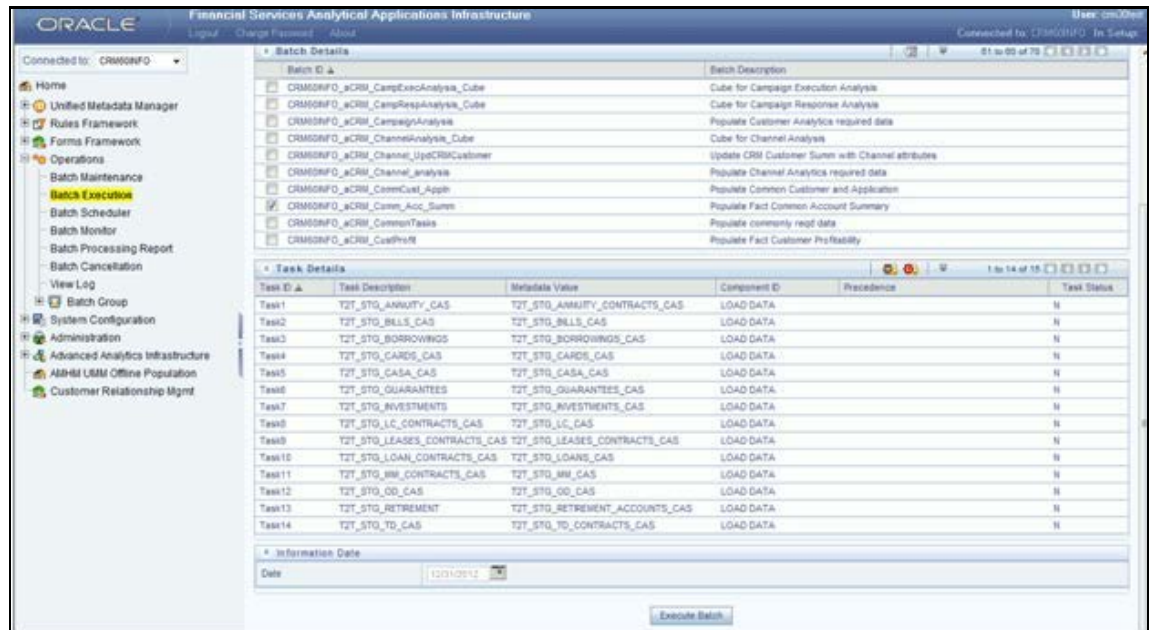 ORACLE
Financial Services Analytical Applications Infrastructure
User:
Logout Change Password About
Connected to: CRM60INFO In Setup
Connected to: CRM60INFO
Home
Unified Metadata Manager
Rules Framework
Forms Framework
Operations
Batch Maintenance
Batch Execution
Batch Scheduler
Batch Monitor
Batch Processing Report
Batch Cancellation
View Log
Batch Group
System Configuration
Administration
Advanced Analytics Infrastructure
AMHM UMM Offline Population
Customer Relationship Mgmt
Batch Details
Batch ID Batch Description
CRM60INFO_aCRM_CampExecAnalysis_Cube Cube for Campaign Execution Analysis
CRM60INFO_aCRM_CampRespAnalysis_Cube Cube for Campaign Response Analysis
CRM60INFO_aCRM_CampaignAnalysis Populate Customer Analytics required data
CRM60INFO_aCRM_ChannelAnalysis_Cube Cube for Channel Analysis
CRM60INFO_aCRM_Channel_UpdCRMCustomer Update CRM Customer Summ with Channel attributes
CRM60INFO_aCRM_Channel_analysis Populate Channel Analytics required data
CRM60INFO_aCRM_CommCust_Appln Populate Common Customer and Application
CRM60INFO_aCRM_Comm_Acc_Summ Populate Fact Common Account Summary
CRM60INFO_aCRM_CommonTasks Populate commonly reqd data
CRM60INFO_aCRM_CustProfit Populate Fact Customer Profitability
Task Details 1 to 14 of 15
Task ID Task Description Metadata Value Component ID Precedence Task Status
Task1 T2T_STG_ANNUITY_CAS T2T_STG_ANNUITY_CONTRACTS_CAS LOAD DATA N
Task2 T2T_STG_BILLS_CAS T2T_STG_BILLS_CAS LOAD DATA N
Task3 T2T_STG_BORROWINGS T2T_STG_BORROWINGS_CAS LOAD DATA N
Task4 T2T_STG_CARDS_CAS T2T_STG_CARDS_CAS LOAD DATA N
Task5 T2T_STG_CASA_CAS T2T_STG_CASA_CAS LOAD DATA N
Task6 T2T_STG_GUARANTEES T2T_STG_GUARANTEES_CAS LOAD DATA N
Task7 T2T_STG_INVESTMENTS T2T_STG_INVESTMENTS_CAS LOAD DATA N
Task8 T2T_STG_LC_CONTRACTS_CAS T2T_STG_LC_CAS LOAD DATA N
Task9 T2T_STG_LEASES_CONTRACTS_CAS T2T_STG_LEASES_CONTRACTS_CAS LOAD DATA N
Task10 T2T_STG_LOAN_CONTRACTS_CAS T2T_STG_LOANS_CAS LOAD DATA N
Task11 T2T_STG_MM_CONTRACTS_CAS T2T_STG_MM_CAS LOAD DATA N
Task12 T2T_STG_OD_CAS T2T_STG_OD_CAS LOAD DATA N
Task13 T2T_STG_RETIREMENT T2T_STG_RETIREMENT_ACCOUNTS_CAS LOAD DATA N
Task14 T2T_STG_TD_CAS T2T_STG_TD_CONTRACTS_CAS LOAD DATA N
Information Date
Date 12/31/2012
Execute Batch